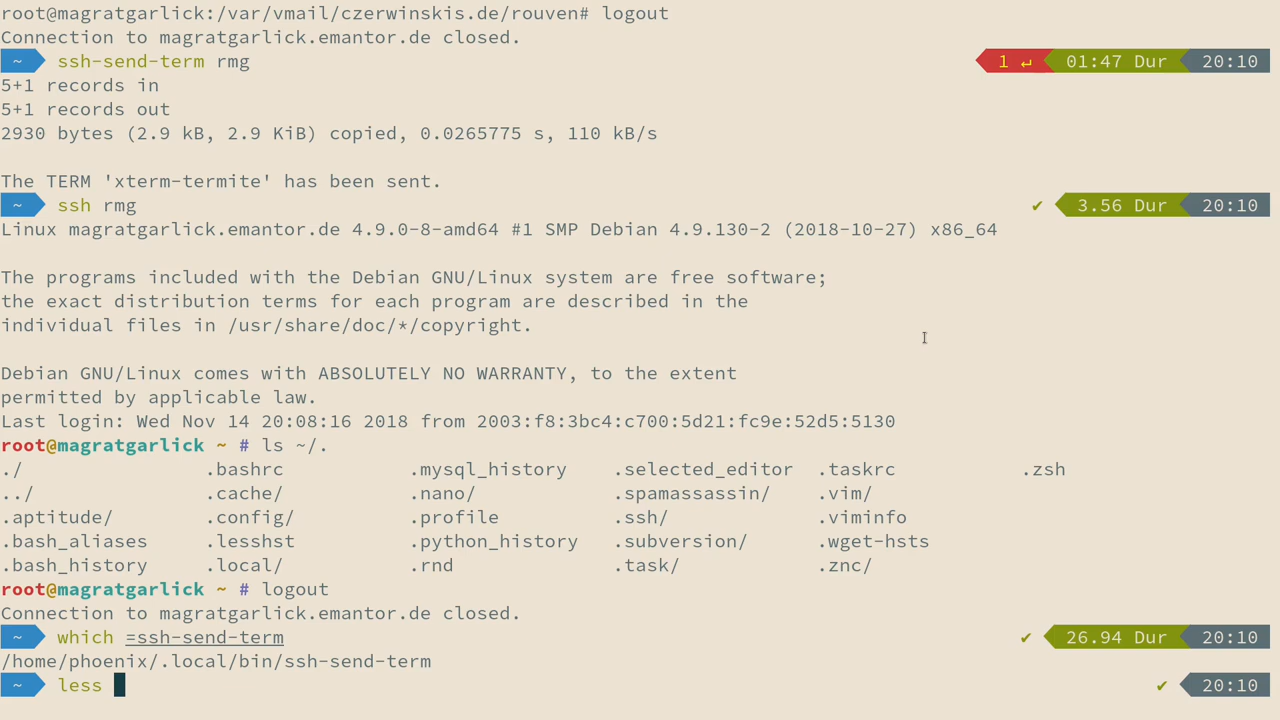 root@magratgarlick:/var/vmail/czerwinskis.de/rouven# logout
Connection to magratgarlick.emantor.de closed.
~ ssh-send-term rmg 1 ↵ 01:47 Dur 20:10
5+1 records in
5+1 records out
2930 bytes (2.9 kB, 2.9 KiB) copied, 0.0265775 s, 110 kB/s
The TERM 'xterm-termite' has been sent.
~ ssh rmg ✔ 3.56 Dur 20:10
Linux magratgarlick.emantor.de 4.9.0-8-amd64 #1 SMP Debian 4.9.130-2 (2018-10-27) x86_64
The programs included with the Debian GNU/Linux system are free software;
the exact distribution terms for each program are described in the
individual files in /usr/share/doc/*/copyright.
Debian GNU/Linux comes with ABSOLUTELY NO WARRANTY, to the extent
permitted by applicable law.
Last login: Wed Nov 14 20:08:16 2018 from 2003:f8:3bc4:c700:5d21:fc9e:52d5:5130
root@magratgarlick ~ # ls ~/.
./ .bashrc .mysql_history .selected_editor .taskrc .zsh
../ .cache/ .nano/ .spamassassin/ .vim/
.aptitude/ .config/ .profile .ssh/ .viminfo
.bash_aliases .lesshst .python_history .subversion/ .wget-hsts
.bash_history .local/ .rnd .task/ .znc/
root@magratgarlick ~ # logout
Connection to magratgarlick.emantor.de closed.
~ which =ssh-send-term ✔ 26.94 Dur 20:10
/home/phoenix/.local/bin/ssh-send-term
~ less ✔ 20:10